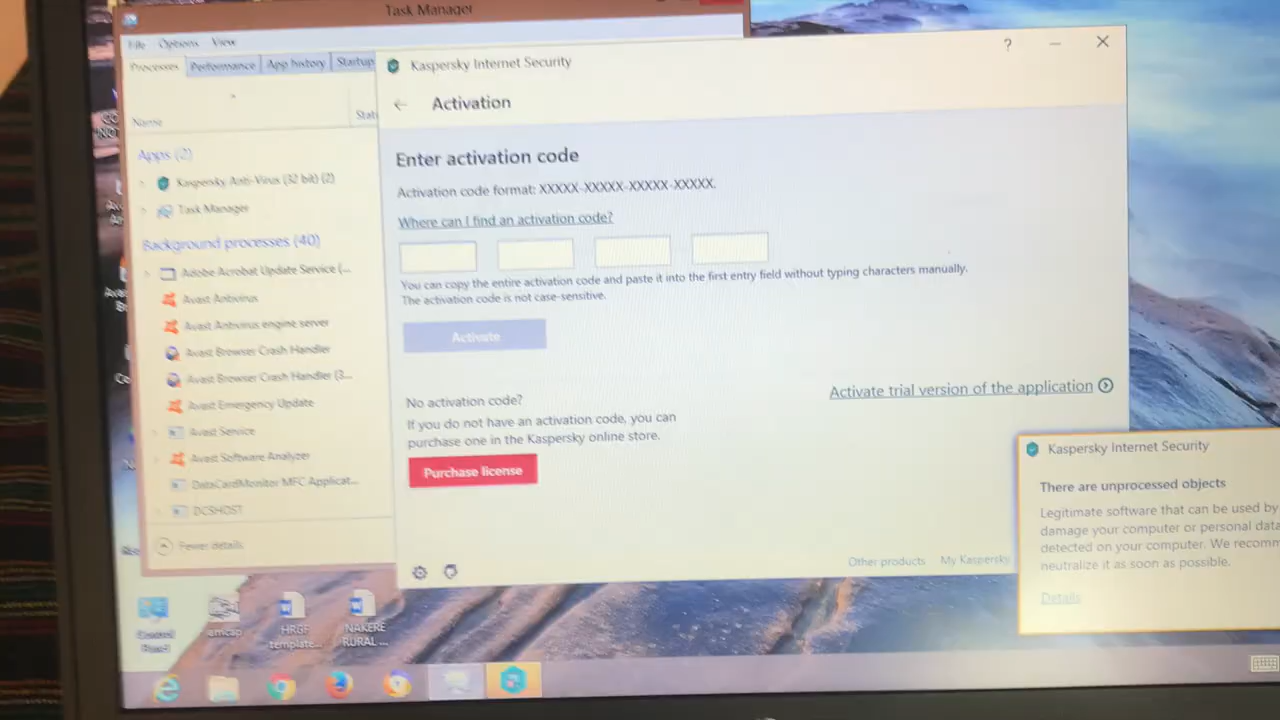 Task Manager
File Options View
Processes Performance App history Startup
Name
Stat
Apps (2)
Kaspersky Anti-Virus (32 bit) (2)
Task Manager
Background processes (40)
Adobe Acrobat Update Service (...
Avast Antivirus
Avast Antivirus engine server
Avast Browser Crash Handler
Avast Browser Crash Handler (3...
Avast Emergency Update
Avast Service
Avast Software Analyzer
DataCardMonitor MFC Applicat...
DCSHOST
Fewer details
Kaspersky Internet Security
?
Activation
Enter activation code
Activation code format: XXXXX-XXXXX-XXXXX-XXXXX.
Where can I find an activation code?
You can copy the entire activation code and paste it into the first entry field without typing characters manually.
The activation code is not case-sensitive.
Activate
No activation code?
If you do not have an activation code, you can
purchase one in the Kaspersky online store.
Purchase license
Activate trial version of the application
Other products My Kaspersky
Kaspersky Internet Security
There are unprocessed objects
Legitimate software that can be used by
damage your computer or personal data
detected on your computer. We recomm
neutralize it as soon as possible.
Details
Control
Panel
amcap
HRGF
template...
NAKERE
RURAL ...